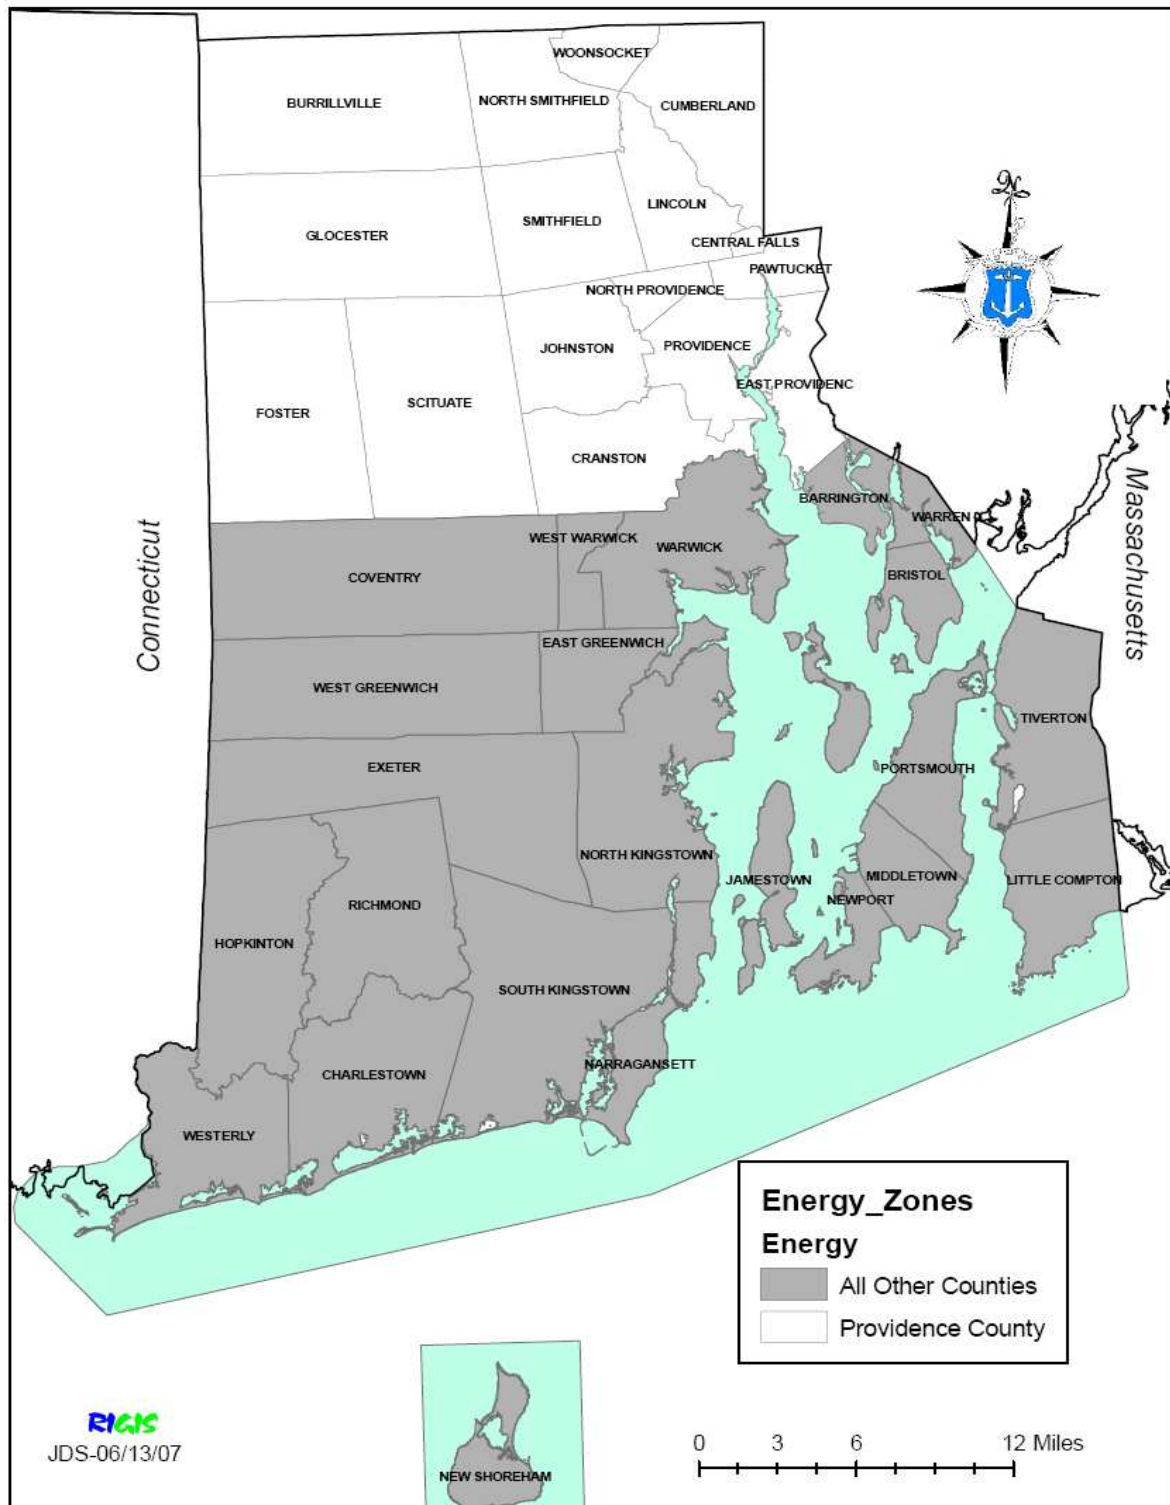 WOONSOCKET
BURRILLVILLE
NORTH SMITHFIELD
CUMBERLAND
N
LINCOLN
SMITHFIELD
GLOCESTER
CENTRAL FALLS
PAWTUCKET
NORTH PROVIDENCE
PROVIDENCE
JOHNSTON
EAST PROVIDENC
SCITUATE
FOSTER
CRANSTON
BARRINGTON
WARREN
Massachusetts
Connecticut
WEST WARWICK
WARWICK
COVENTRY
BRISTOL
EAST GREENWICH
WEST GREENWICH
TIVERTON
EXETER
PORTSMOUTH
NORTH KINGSTOWN
JAMESTOWN
MIDDLETOWN
LITTLE COMPTON
NEWPORT
RICHMOND
HOPKINTON
SOUTH KINGSTOWN
NARRAGANSETT
CHARLESTOWN
WESTERLY
Energy_Zones
Energy
All Other Counties
Providence County
RIGIS
JDS-06/13/07
NEW SHOREHAM
0 3 6 12 Miles